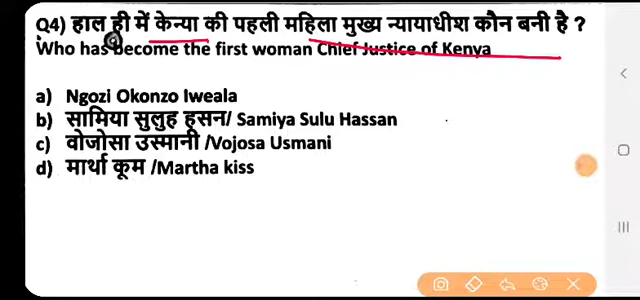 Q4) हाल ही में केन्या की पहली महिला मुख्य न्यायाधीश कौन बनी है ?
Who has become the first woman Chief Justice of Kenya
a) Ngozi Okonzo Iweala
b) सामिया सुलुह हसन/ Samiya Sulu Hassan
c) वोजोसा उस्मानी /Vojosa Usmani
d) मार्था कूम /Martha kiss